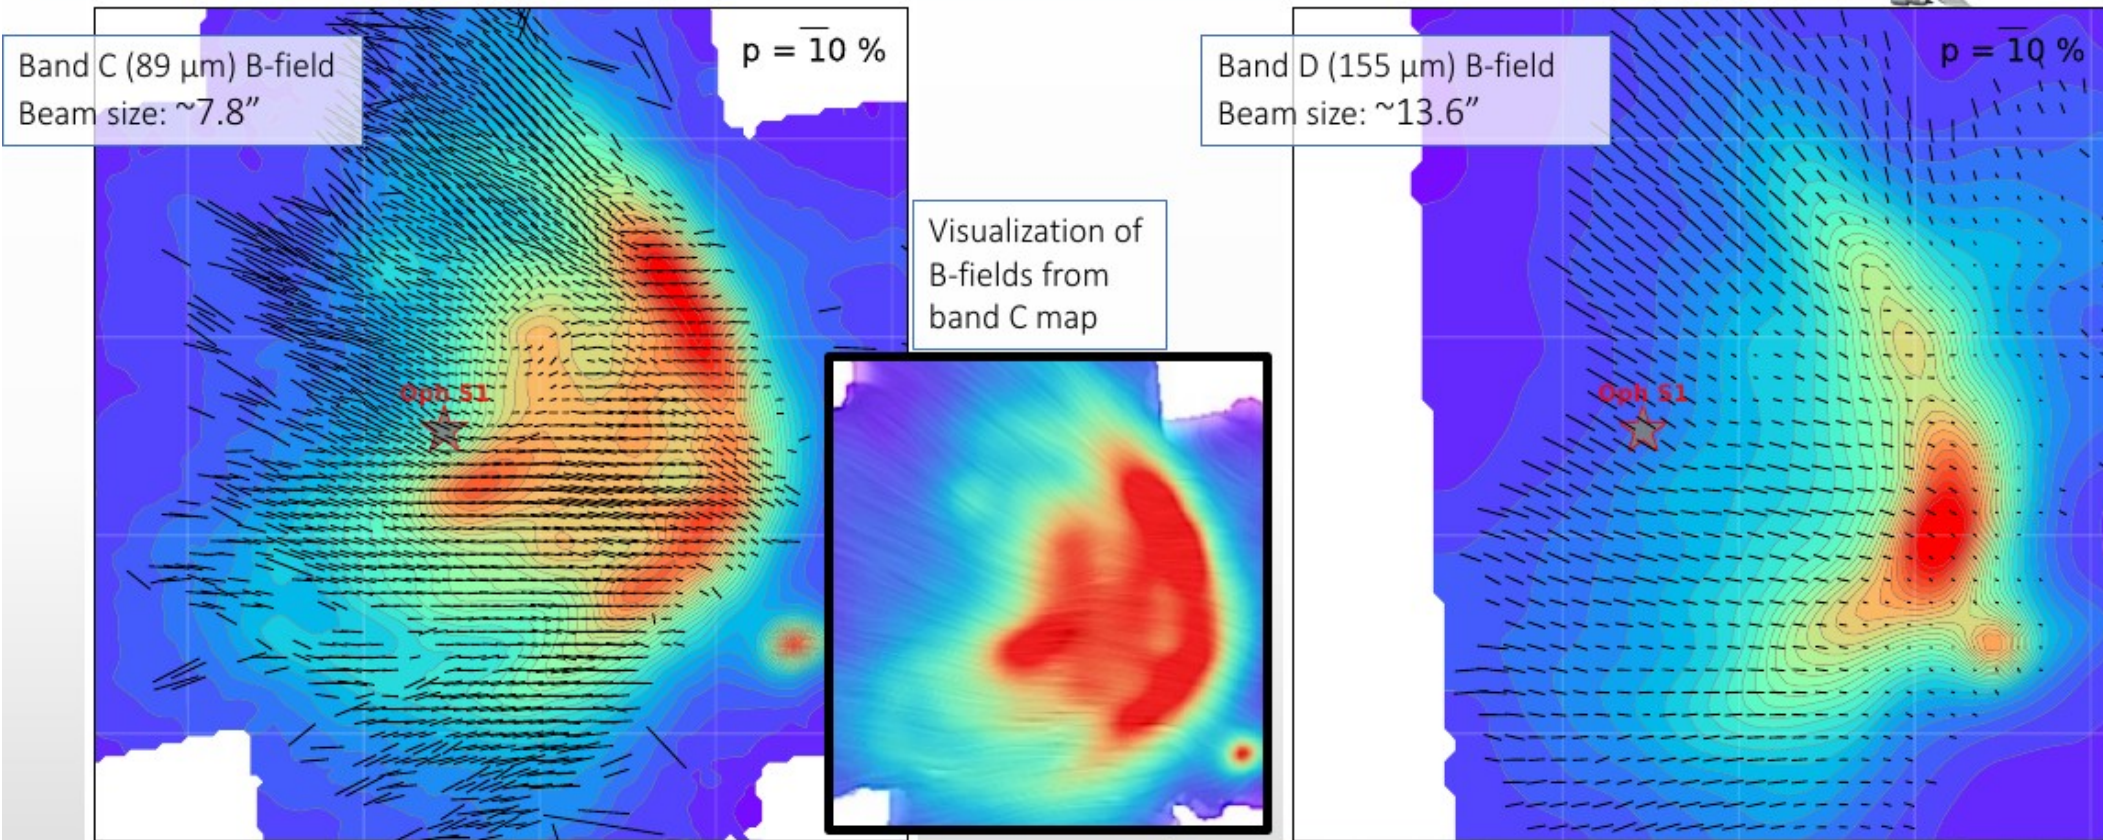 Band C (89 μm) B-field
Beam size: ~7.8”
p = 10 %
Oph S1
Visualization of
B-fields from
band C map
Band D (155 μm) B-field
Beam size: ~13.6”
p = 10 %
Oph S1